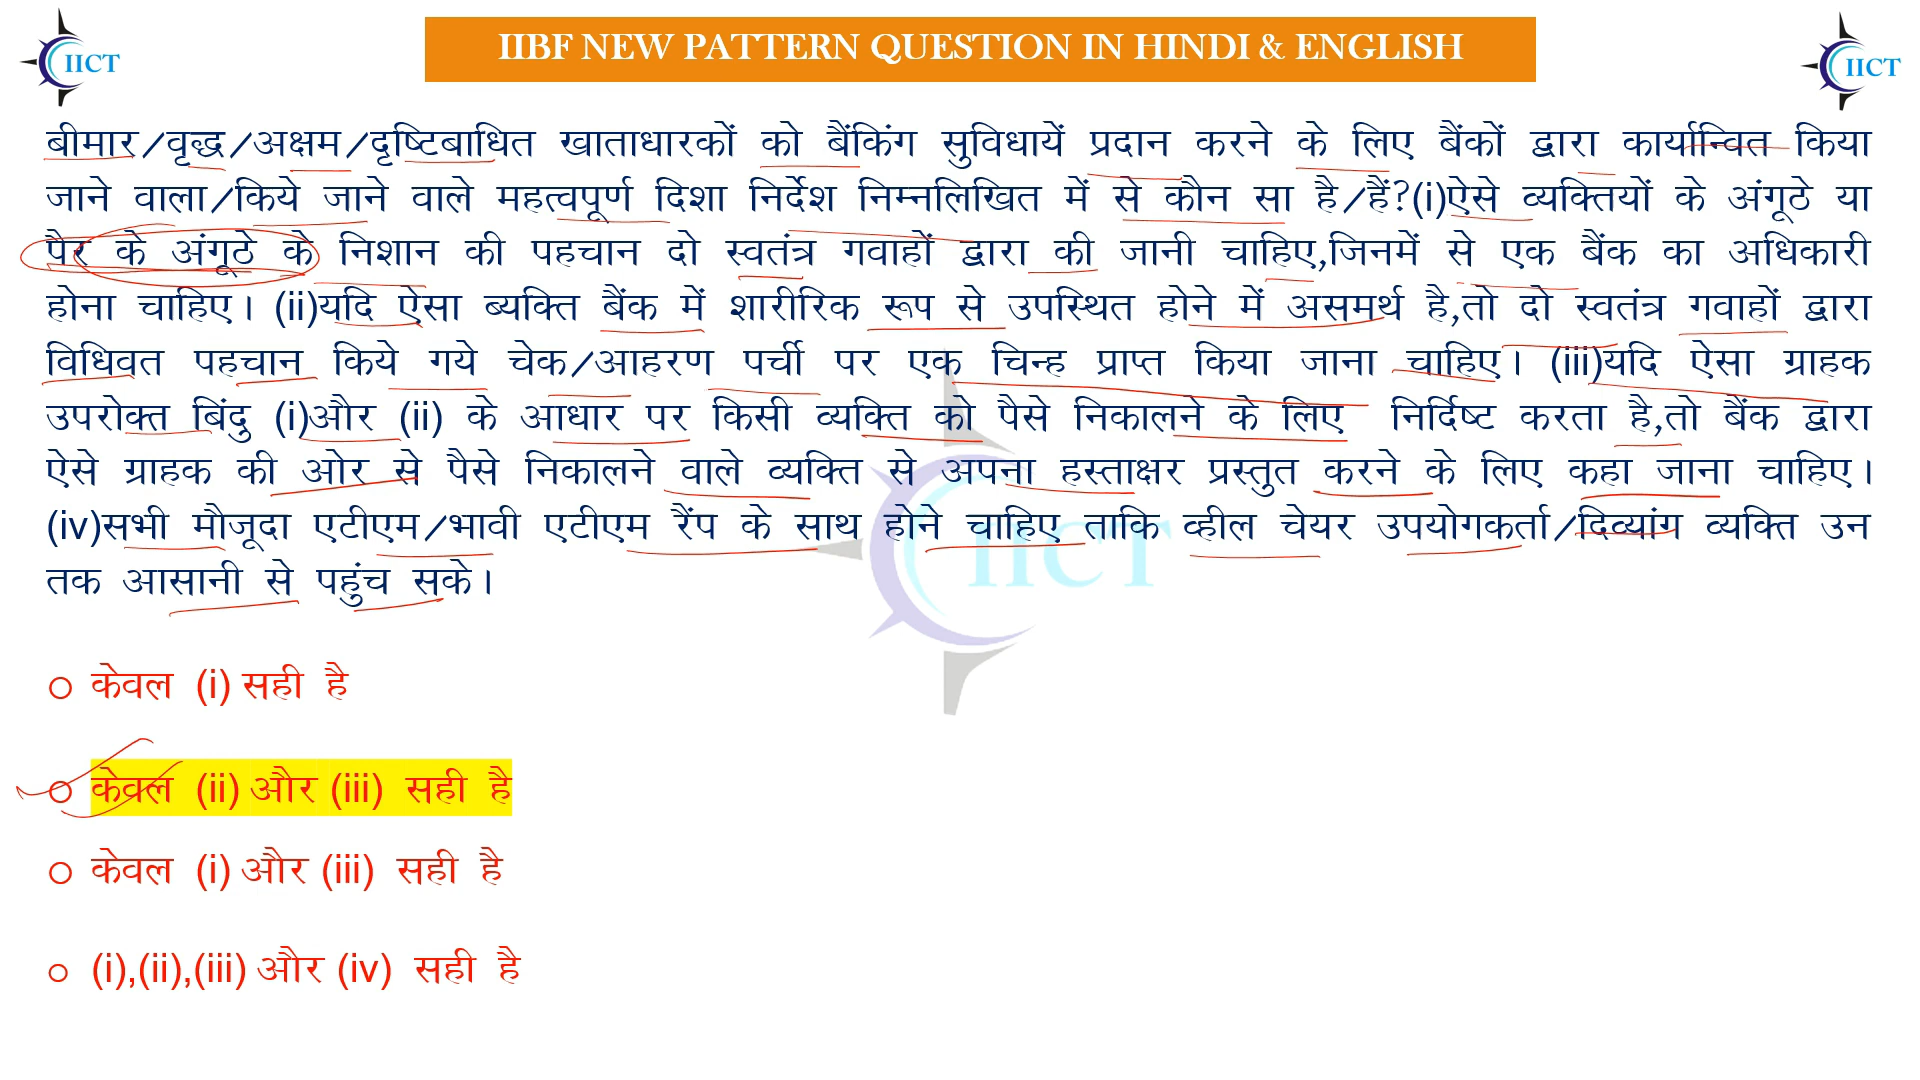 IICT
IIBF NEW PATTERN QUESTION IN HINDI & ENGLISH
IICT
बीमार/वृद्ध/अक्षम/दृष्टिबाधित खाताधारकों को बैंकिंग सुविधायें प्रदान करने के लिए बैंकों द्वारा कार्यान्वित किया
जाने वाला/किये जाने वाले महत्वपूर्ण दिशा निर्देश निम्नलिखित में से कौन सा है/हैं?(i)ऐसे व्यक्तियों के अंगूठे या
पैर के अंगूठे के निशान की पहचान दो स्वतंत्र गवाहों द्वारा की जानी चाहिए,जिनमें से एक बैंक का अधिकारी
होना चाहिए। (ii)यदि ऐसा ब्यक्ति बैंक में शारीरिक रूप से उपस्थित होने में असमर्थ है,तो दो स्वतंत्र गवाहों द्वारा
विधिवत पहचान किये गये चेक/आहरण पर्ची पर एक चिन्ह प्राप्त किया जाना चाहिए। (iii)यदि ऐसा ग्राहक
उपरोक्त बिंदु (i)और (ii) के आधार पर किसी व्यक्ति को पैसे निकालने के लिए निर्दिष्ट करता है,तो बैंक द्वारा
ऐसे ग्राहक की ओर से पैसे निकालने वाले व्यक्ति से अपना हस्ताक्षर प्रस्तुत करने के लिए कहा जाना चाहिए।
(iv)सभी मौजूदा एटीएम/भावी एटीएम रैंप के साथ होने चाहिए ताकि व्हील चेयर उपयोगकर्ता/दिव्यांग व्यक्ति उन
तक आसानी से पहुंच सके।
IICT
केवल (i) सही है
केवल (ii) और (iii) सही है
केवल (i) और (iii) सही है
(i),(ii),(iii) और (iv) सही है